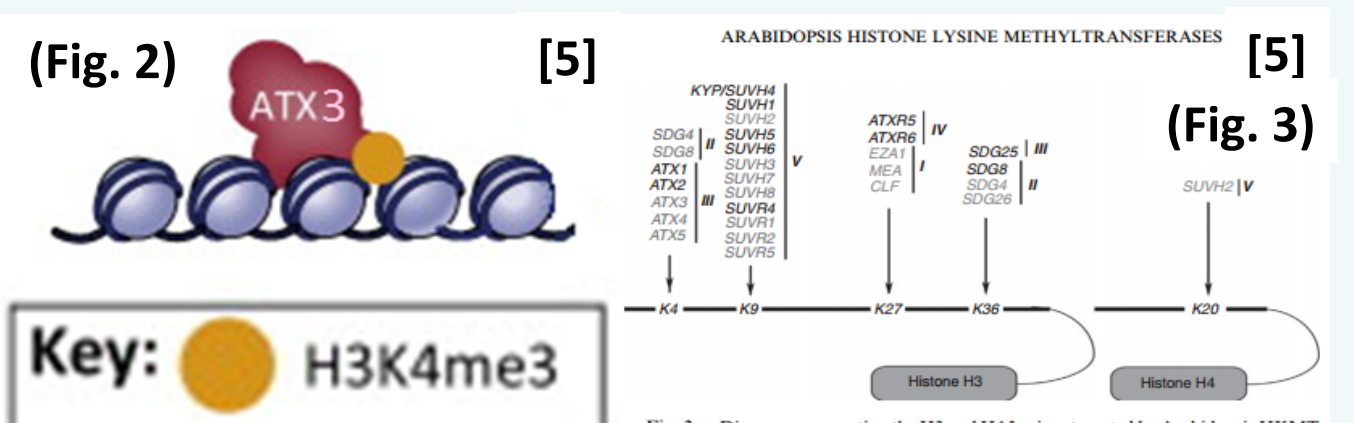 (Fig. 2)
[5]
ATX3
Key:
H3K4me3
ARABIDOPSIS HISTONE LYSINE METHYLTRANSFERASES
[5]
(Fig. 3)
SDG4
SDG8
II
ATX1
ATX2
ATX3
ATX4
ATX5
III
KYP/SUVH4
SUVH1
SUVH2
SUVH5
SUVH6
SUVH3
SUVH7
SUVH8
SUVR4
SUVR1
SUVR2
SUVR5
V
ATXR5
ATXR6
IV
EZA1
MEA
CLF
I
SDG25
III
SDG8
SDG4
SDG26
II
SUVH2
V
K4
K9
K27
K36
K20
Histone H3
Histone H4